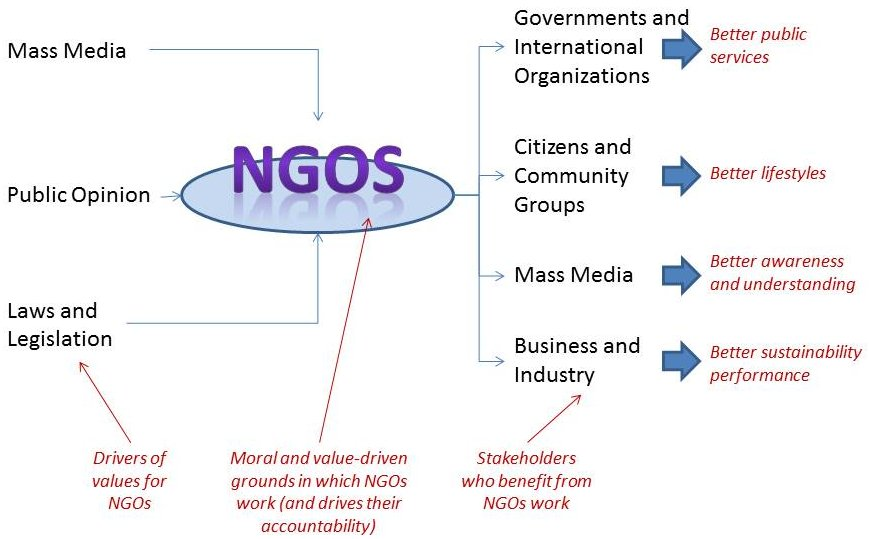 Mass Media
Public Opinion
Laws and
Legislation
NGOS
Governments and
International
Organizations
Better public
services
Citizens and
Community
Groups
Better lifestyles
Mass Media
Better awareness
and understanding
Business and
Industry
Better sustainability
performance
Drivers of
values for
NGOs
Moral and value-driven
grounds in which NGOs
work (and drives their
accountability)
Stakeholders
who benefit from
NGOs work